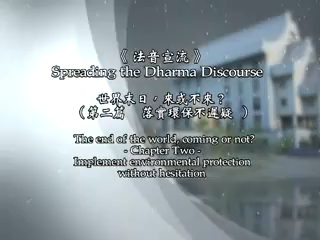 《 法音宣流 》
Spreading the Dharma Discourse
世界末日，來或不來？
（第二篇　落實環保不遲疑 ）
The end of the world, coming or not?
- Chapter Two -
Implement environmental protection
without hesitation